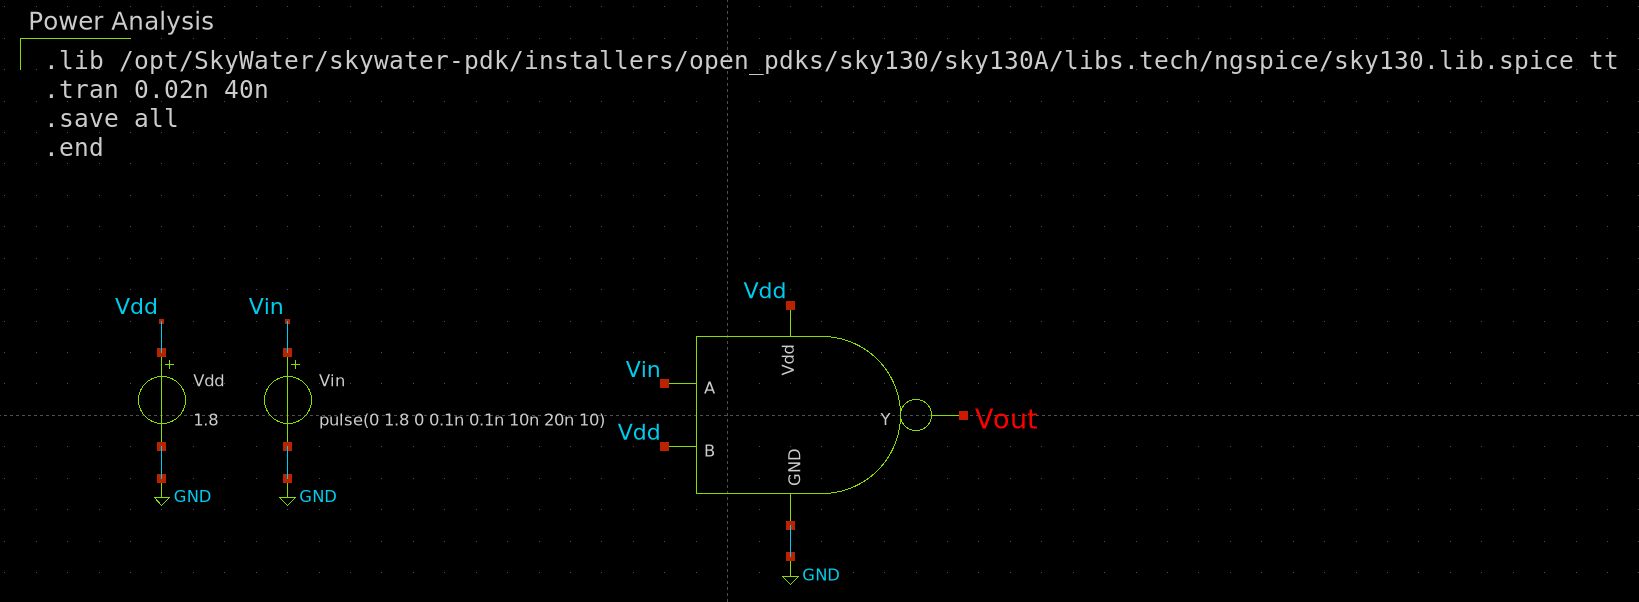 Power Analysis
.lib /opt/SkyWater/skywater-pdk/installers/open_pdks/sky130/sky130A/libs.tech/ngspice/sky130.lib.spice tt
.tran 0.02n 40n
.save all
.end
Vdd
Vin
+
+
Vdd
1.8
Vin
pulse(0 1.8 0 0.1n 0.1n 10n 20n 10)
GND
GND
Vdd
Vin
Vdd
Vdd
A
B
Y
GND
Vout
GND